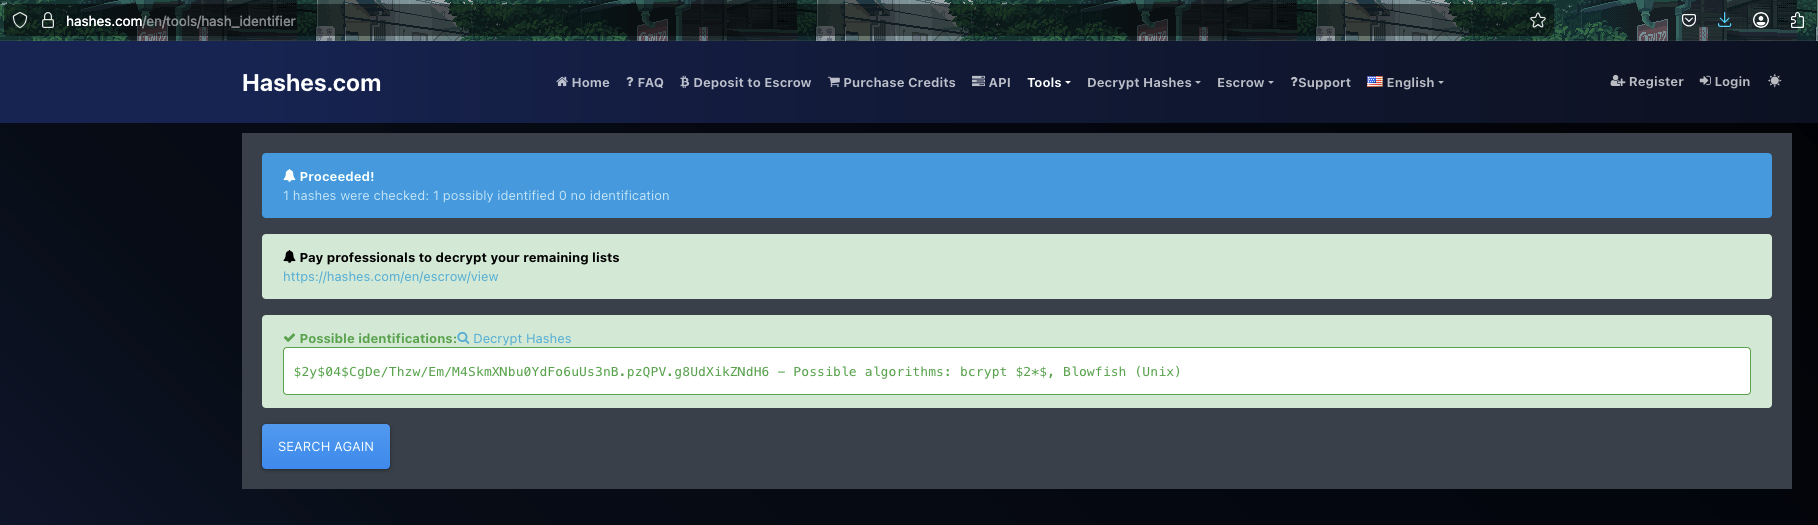 hashes.com/en/tools/hash_identifier
Hashes.com
Home ? FAQ Deposit to Escrow Purchase Credits API Tools Decrypt Hashes Escrow ?Support English Register Login
Proceeded!
1 hashes were checked: 1 possibly identified 0 no identification
Pay professionals to decrypt your remaining lists
https://hashes.com/en/escrow/view
Possible identifications: Decrypt Hashes
$2y$04$CgDe/Thzw/Em/M4SkmXNbu0YdFo6uUs3nB.pzQPV.g8UdXikZNdH6 - Possible algorithms: bcrypt $2*$, Blowfish (Unix)
SEARCH AGAIN